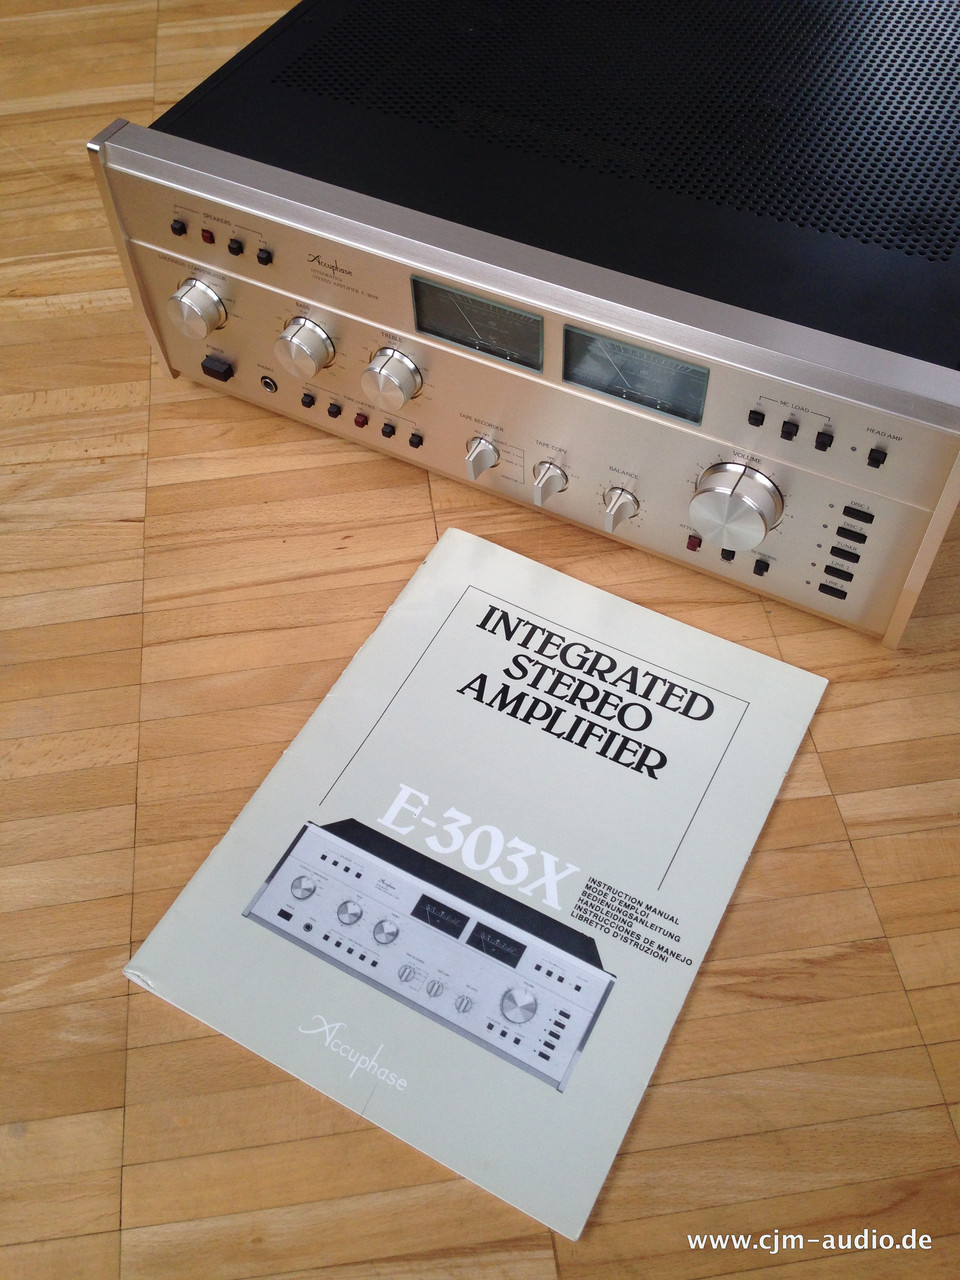 SPEAKERS
Accuphase
BASS
TREBLE
TAPE RECORDER
TAPE COPY
BALANCE
MC LOAD
HEAD AMP
VOLUME
DISC 1
DISC 2
TUNER
LINE 1
LINE 2
INTEGRATED
STEREO
AMPLIFIER
E-303X
INSTRUCTION MANUAL
MODE D'EMPLOI
BEDIENUNGSANLEITUNG
HANDLEIDING
INSTRUCCIONES DE MANEJO
LIBRETTO D'ISTRUZIONI
Accuphase
Accuphase
www.cjm-audio.de